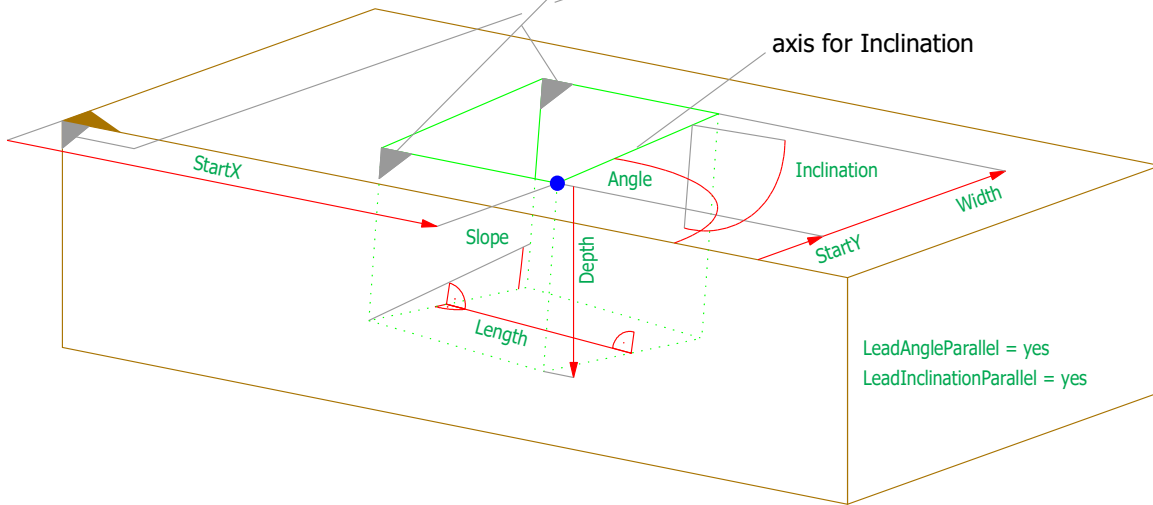 axis for Inclination
StartX
Angle
Inclination
Width
StartY
Slope
Depth
Length
LeadAngleParallel = yes
LeadInclinationParallel = yes